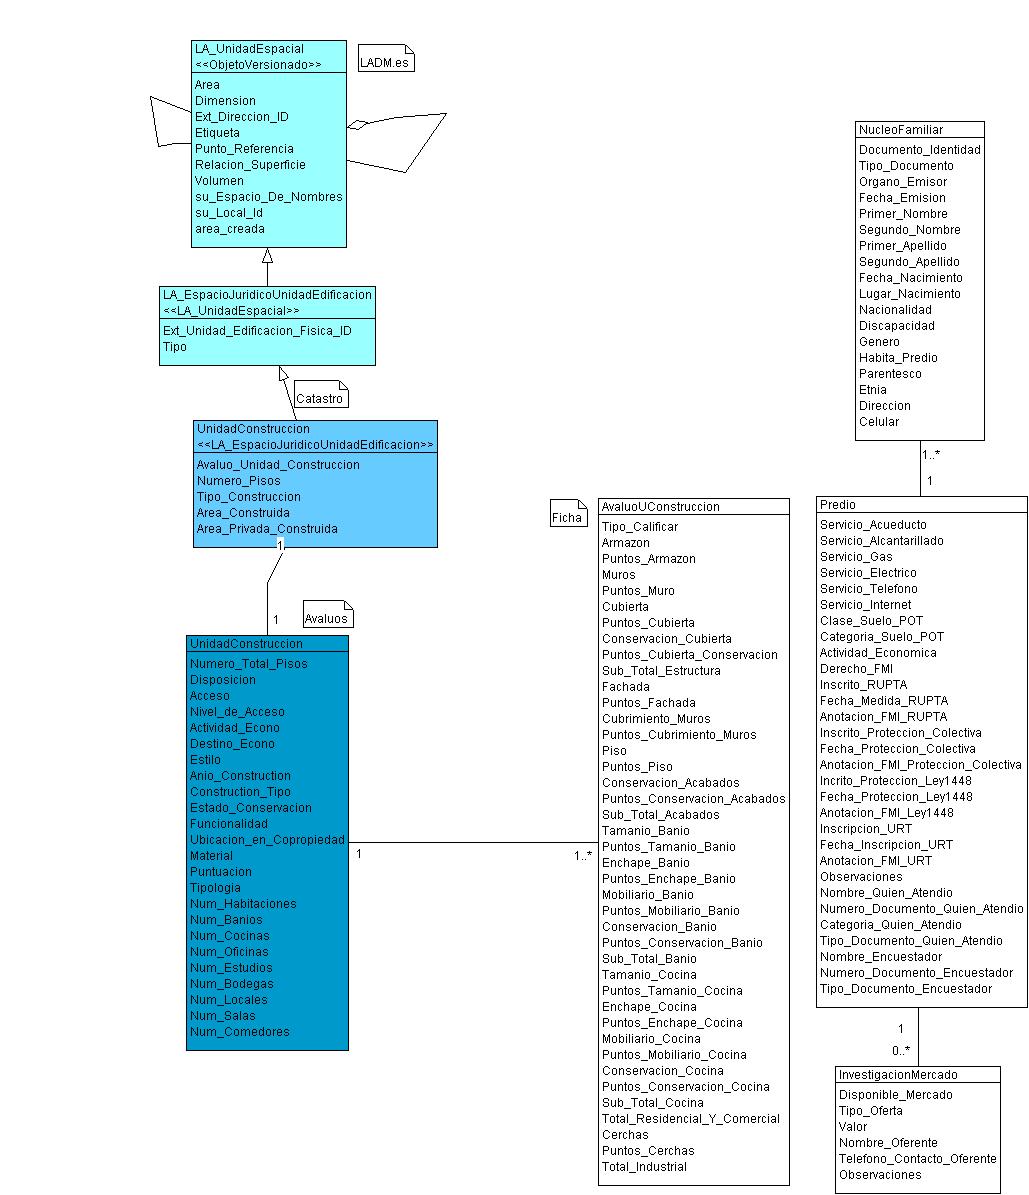 LA_UnidadEspacial
<<ObjetoVersionado>>
Area
Dimension
Ext_Direccion_ID
Etiqueta
Punto_Referencia
Relacion_Superficie
Volumen
su_Espacio_De_Nombres
su_Local_Id
area_creada
LADM.es
LA_EspacioJuridicoUnidadEdificacion
<<LA_UnidadEspacial>>
Ext_Unidad_Edificacion_Fisica_ID
Tipo
Catastro
UnidadConstruccion
<<LA_EspacioJuridicoUnidadEdificacion>>
Avaluo_Unidad_Construccion
Numero_Pisos
Tipo_Construccion
Area_Construida
Area_Privada_Construida
1
1
Avaluos
UnidadConstruccion
Numero_Total_Pisos
Disposicion
Acceso
Nivel_de_Acceso
Actividad_Econo
Destino_Econo
Estilo
Anio_Construction
Construction_Tipo
Estado_Conservacion
Funcionalidad
Ubicacion_en_Copropiedad
Material
Puntuacion
Tipologia
Num_Habitaciones
Num_Banios
Num_Cocinas
Num_Oficinas
Num_Estudios
Num_Bodegas
Num_Locales
Num_Salas
Num_Comedores
1
1..*
Ficha
AvaluoUConstruccion
Tipo_Calificar
Armazon
Puntos_Armazon
Muros
Puntos_Muro
Cubierta
Puntos_Cubierta
Conservacion_Cubierta
Puntos_Cubierta_Conservacion
Sub_Total_Estructura
Fachada
Puntos_Fachada
Cubrimiento_Muros
Puntos_Cubrimiento_Muros
Piso
Puntos_Piso
Conservacion_Acabados
Puntos_Conservacion_Acabados
Sub_Total_Acabados
Tamanio_Banio
Puntos_Tamanio_Banio
Enchape_Banio
Puntos_Enchape_Banio
Mobiliario_Banio
Puntos_Mobiliario_Banio
Conservacion_Banio
Puntos_Conservacion_Banio
Sub_Total_Banio
Tamanio_Cocina
Puntos_Tamanio_Cocina
Enchape_Cocina
Puntos_Enchape_Cocina
Mobiliario_Cocina
Puntos_Mobiliario_Cocina
Conservacion_Cocina
Puntos_Conservacion_Cocina
Sub_Total_Cocina
Total_Residencial_Y_Comercial
Cerchas
Puntos_Cerchas
Total_Industrial
NucleoFamiliar
Documento_Identidad
Tipo_Documento
Organo_Emisor
Fecha_Emision
Primer_Nombre
Segundo_Nombre
Primer_Apellido
Segundo_Apellido
Fecha_Nacimiento
Lugar_Nacimiento
Nacionalidad
Discapacidad
Genero
Habita_Predio
Parentesco
Etnia
Direccion
Celular
1..*
1
Predio
Servicio_Acueducto
Servicio_Alcantarillado
Servicio_Gas
Servicio_Electrico
Servicio_Telefono
Servicio_Internet
Clase_Suelo_POT
Categoria_Suelo_POT
Actividad_Economica
Derecho_FMI
Inscrito_RUPTA
Fecha_Medida_RUPTA
Anotacion_FMI_RUPTA
Inscrito_Proteccion_Colectiva
Fecha_Proteccion_Colectiva
Anotacion_FMI_Proteccion_Colectiva
Incrito_Proteccion_Ley1448
Fecha_Proteccion_Ley1448
Anotacion_FMI_Ley1448
Inscripcion_URT
Fecha_Inscripcion_URT
Anotacion_FMI_URT
Observaciones
Nombre_Quien_Atendio
Numero_Documento_Quien_Atendio
Categoria_Quien_Atendio
Tipo_Documento_Quien_Atendio
Nombre_Encuestador
Numero_Documento_Encuestador
Tipo_Documento_Encuestador
1
0..*
InvestigacionMercado
Disponible_Mercado
Tipo_Oferta
Valor
Nombre_Oferente
Telefono_Contacto_Oferente
Observaciones